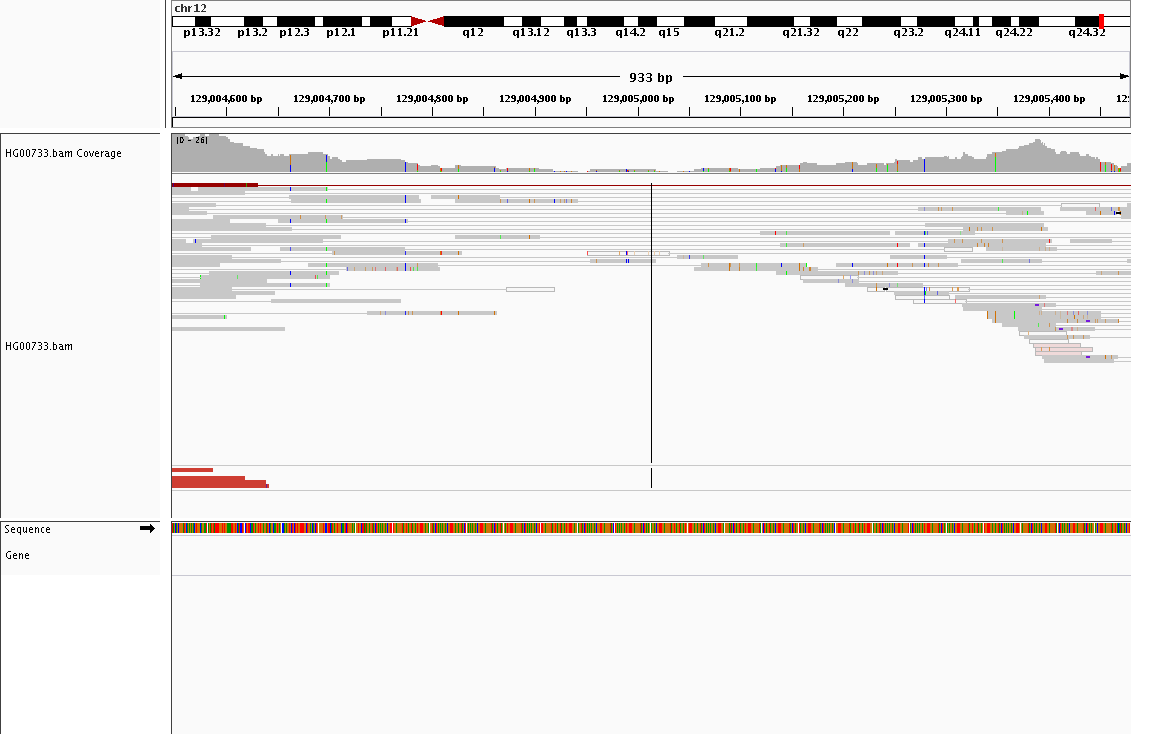 chr12
p13.32 p13.2 p12.3 p12.1 p11.21 q12 q13.12 q13.3 q14.2 q15 q21.2 q21.32 q22 q23.2 q24.11 q24.22 q24.32
933 bp
129,004,600 bp 129,004,700 bp 129,004,800 bp 129,004,900 bp 129,005,000 bp 129,005,100 bp 129,005,200 bp 129,005,300 bp 129,005,400 bp 129
[0 - 26]
HG00733.bam Coverage
HG00733.bam
Sequence
Gene